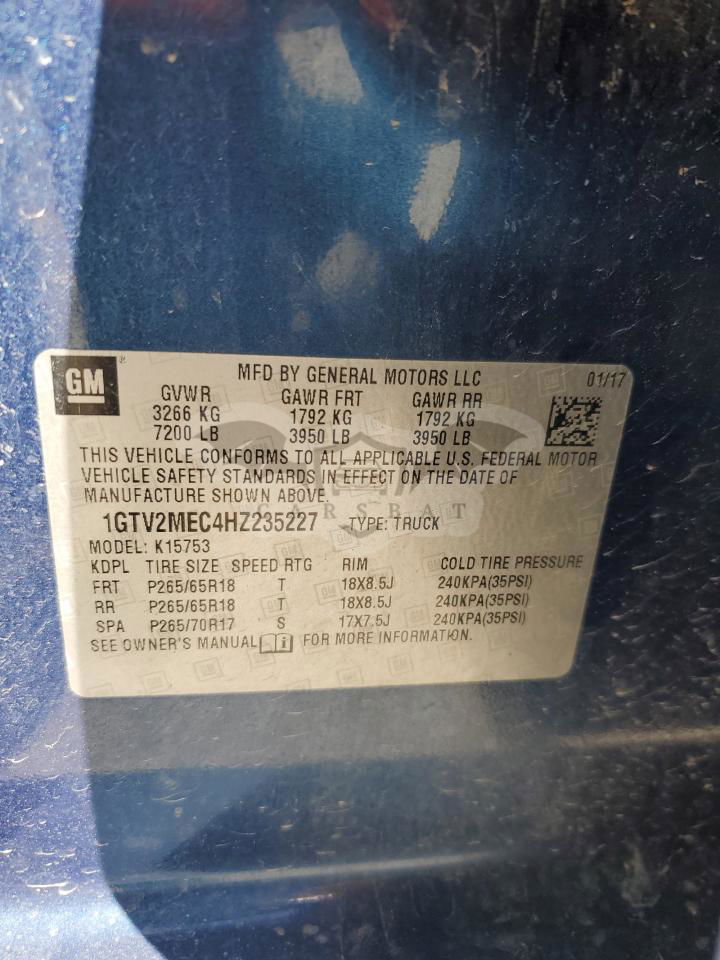 GM
MFD BY GENERAL MOTORS LLC 01/17
GVWR GAWR FRT GAWR RR
3266 KG 1792 KG 1792 KG
7200 LB 3950 LB 3950 LB
THIS VEHICLE CONFORMS TO ALL APPLICABLE U.S. FEDERAL MOTOR
VEHICLE SAFETY STANDARDS IN EFFECT ON THE DATE OF
MANUFACTURE SHOWN ABOVE.
CARSBAT
1GTV2MEC4HZ235227 TYPE: TRUCK
MODEL: K15753
KDPL TIRE SIZE SPEED RTG RIM COLD TIRE PRESSURE
FRT P265/65R18 T 18X8.5J 240KPA(35PSI)
RR P265/65R18 T 18X8.5J 240KPA(35PSI)
SPA P265/70R17 S 17X7.5J 240KPA(35PSI)
SEE OWNER'S MANUAL i FOR MORE INFORMATION.